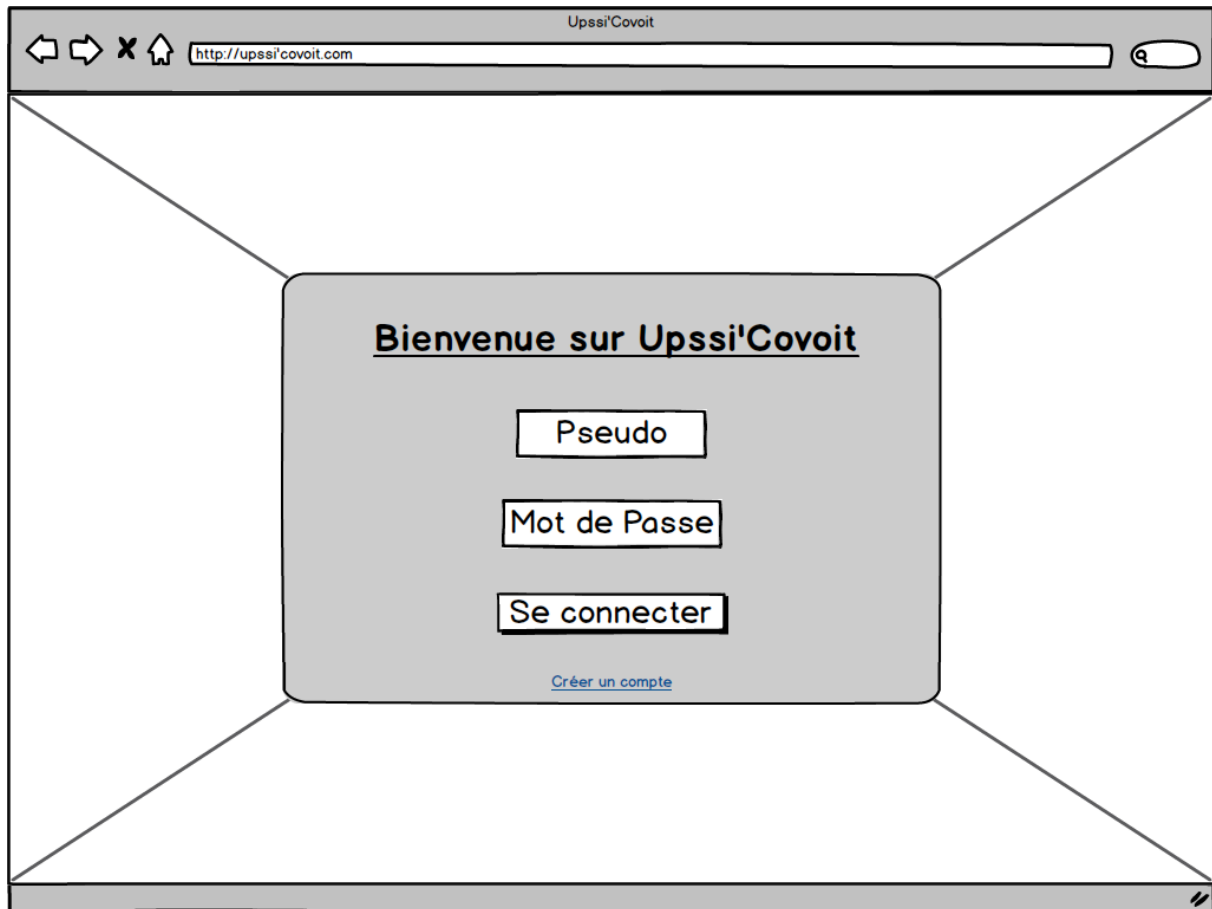 Upssi'Covoit
http://upssi'covoit.com
Bienvenue sur Upssi'Covoit
Pseudo
Mot de Passe
Se connecter
Créer un compte